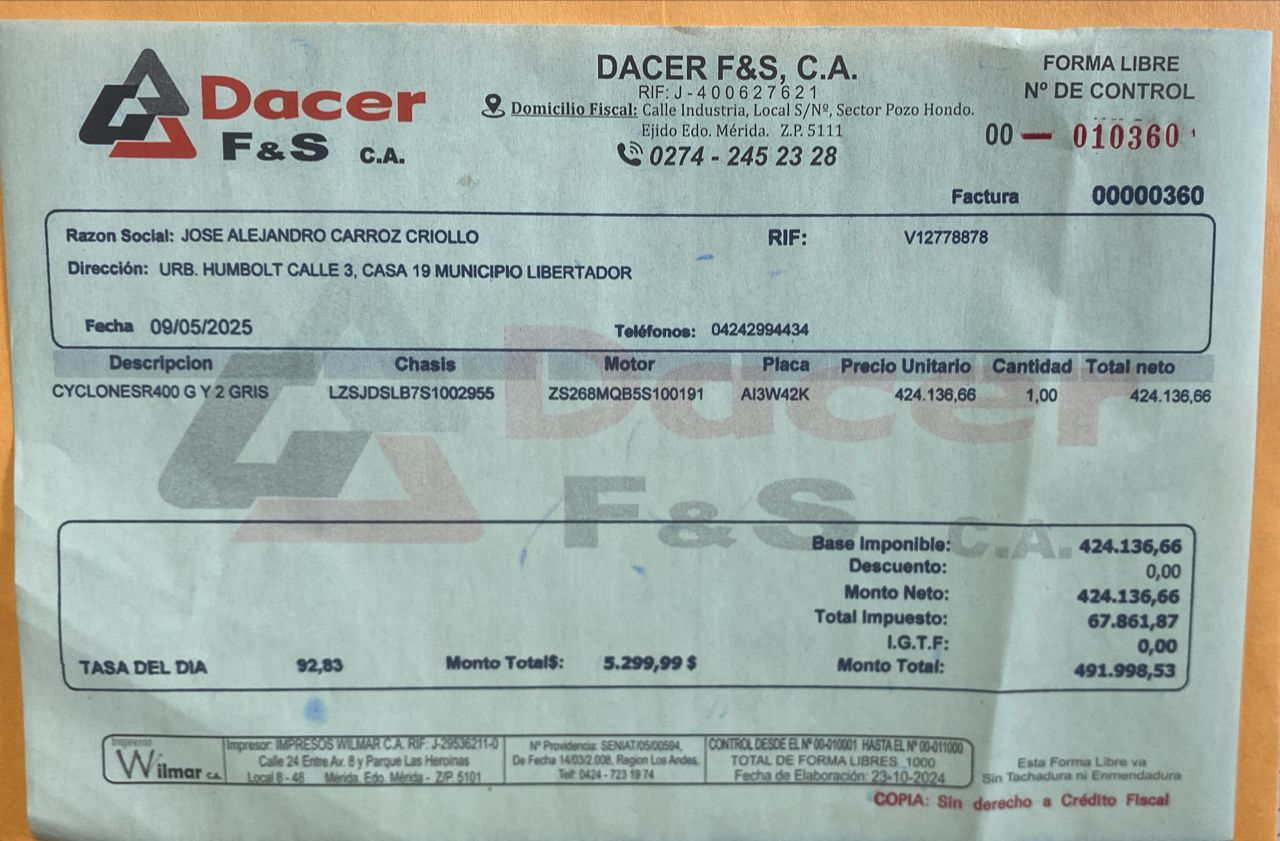 Dacer
F&S C.A.
DACER F&S, C.A.
RIF: J-400627621
Domicilio Fiscal: Calle Industria, Local S/Nº, Sector Pozo Hondo.
Ejido Edo. Mérida. Z.P. 5111
0274 - 245 23 28
FORMA LIBRE
Nº DE CONTROL
00 — 010360
Factura 00000360
Razon Social: JOSE ALEJANDRO CARROZ CRIOLLO RIF: V12778878
Dirección: URB. HUMBOLT CALLE 3, CASA 19 MUNICIPIO LIBERTADOR
Fecha 09/05/2025 Teléfonos: 04242994434
Descripcion Chasis Motor Placa Precio Unitario Cantidad Total neto
CYCLONESR400 G Y 2 GRIS LZSJDSLB7S1002955 ZS268MQB5S100191 AI3W42K 424.136,66 1,00 424.136,66
Dacer
F&S C.A.
Base Imponible: 424.136,66
Descuento: 0,00
Monto Neto: 424.136,66
Total Impuesto: 67.861,87
I.G.T.F: 0,00
TASA DEL DIA 92,83 Monto Total$: 5.299,99 $ Monto Total: 491.998,53
Impresos
Wilmar C.A.
Impresor: IMPRESOS WILMAR C.A. RIF: J-29536211-0
Calle 24 Entre Av. 8 y Parque Las Heroinas
Local 8 - 48 Mérida. Edo. Mérida - Z/P. 5101
Nº Providencia: SENIAT/05/00594.
De Fecha 14/03/2.008, Region Los Andes.
Telf: 0424 - 723 19 74
CONTROL DESDE EL Nº 00-010001 HASTA EL Nº 00-011000
TOTAL DE FORMA LIBRES 1000
Fecha de Elaboración: 23-10-2024
Esta Forma Libre va
Sin Tachadura ni Enmendadura
COPIA: Sin derecho a Crédito Fiscal